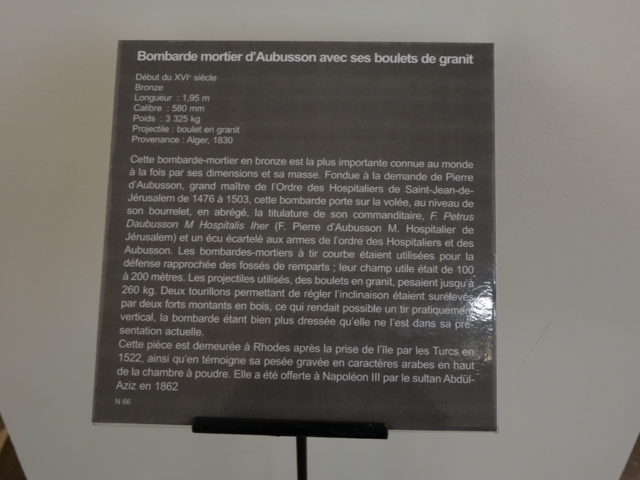 Bombarde mortier d'Aubusson avec ses boulets de granit
Début du XVIe siècle
Bronze
Longueur : 1,95 m
Calibre : 580 mm
Poids : 3 325 kg
Projectile : boulet en granit
Provenance : Alger, 1830
Cette bombarde-mortier en bronze est la plus importante connue au monde
à la fois par ses dimensions et sa masse. Fondue à la demande de Pierre
d'Aubusson, grand maître de l'Ordre des Hospitaliers de Saint-Jean-de-
Jérusalem de 1476 à 1503, cette bombarde porte sur la volée, au niveau de
son bourrelet, en abrégé, la titulature de son commanditaire, F. Petrus
Daubusson M Hospitalis Iher (F. Pierre d'Aubusson M. Hospitalier de
Jérusalem) et un écu écartelé aux armes de l'ordre des Hospitaliers et des
Aubusson. Les bombardes-mortiers à tir courbe étaient utilisées pour la
défense rapprochée des fossés de remparts ; leur champ utile était de 100
à 200 mètres. Les projectiles utilisés, des boulets en granit, pesaient jusqu'à
260 kg. Deux tourillons permettant de régler l'inclinaison étaient surélevés
par deux forts montants en bois, ce qui rendait possible un tir pratiquement
vertical, la bombarde étant bien plus dressée qu'elle ne l'est dans sa pré-
sentation actuelle.
Cette pièce est demeurée à Rhodes après la prise de l'île par les Turcs en
1522, ainsi qu'en témoigne sa pesée gravée en caractères arabes en haut
de la chambre à poudre. Elle a été offerte à Napoléon III par le sultan Abdül-
Aziz en 1862
N 66